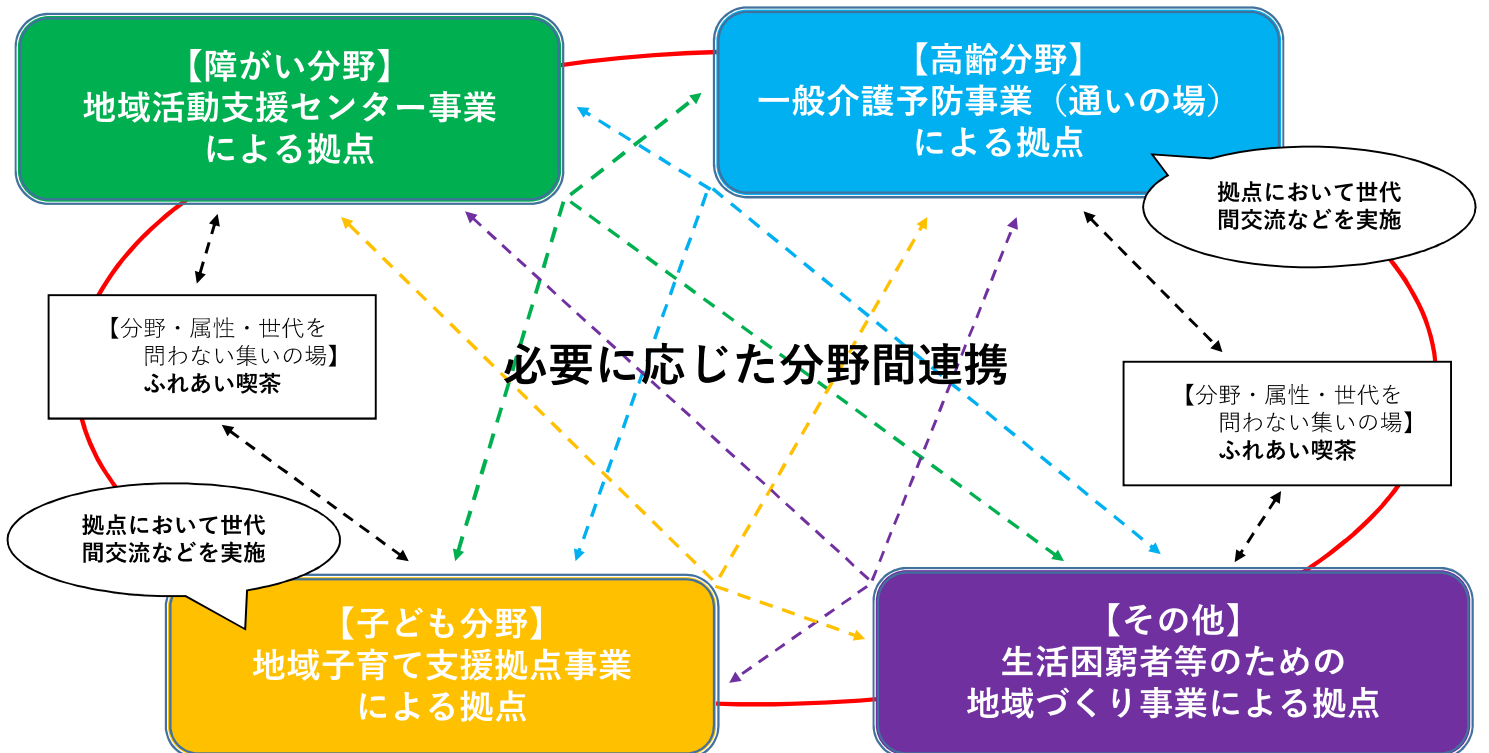 【障がい分野】
地域活動支援センター事業
による拠点
【高齢分野】
一般介護予防事業（通いの場）
による拠点
拠点において世代
間交流などを実施
【分野・属性・世代を
問わない集いの場】
ふれあい喫茶
必要に応じた分野間連携
【分野・属性・世代を
問わない集いの場】
ふれあい喫茶
拠点において世代
間交流などを実施
【子ども分野】
地域子育て支援拠点事業
による拠点
【その他】
生活困窮者等のための
地域づくり事業による拠点